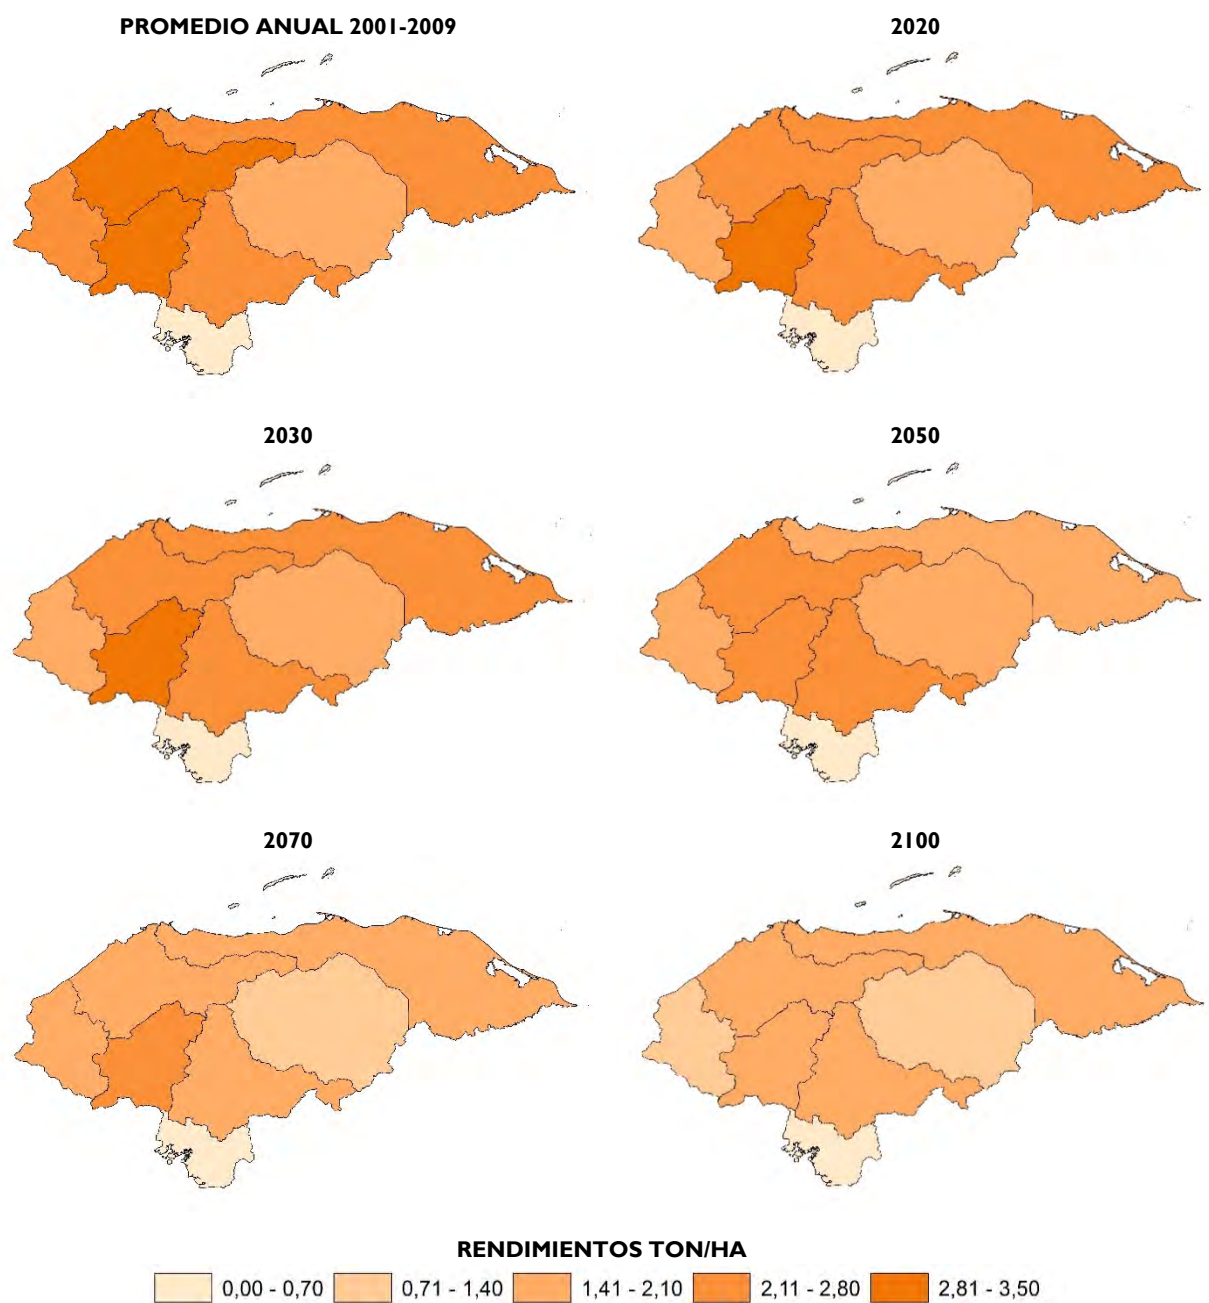 PROMEDIO ANUAL 2001-2009
2020
2030
2050
2070
2100
RENDIMIENTOS TON/HA
0,00 - 0,70
0,71 - 1,40
1,41 - 2,10
2,11 - 2,80
2,81 - 3,50